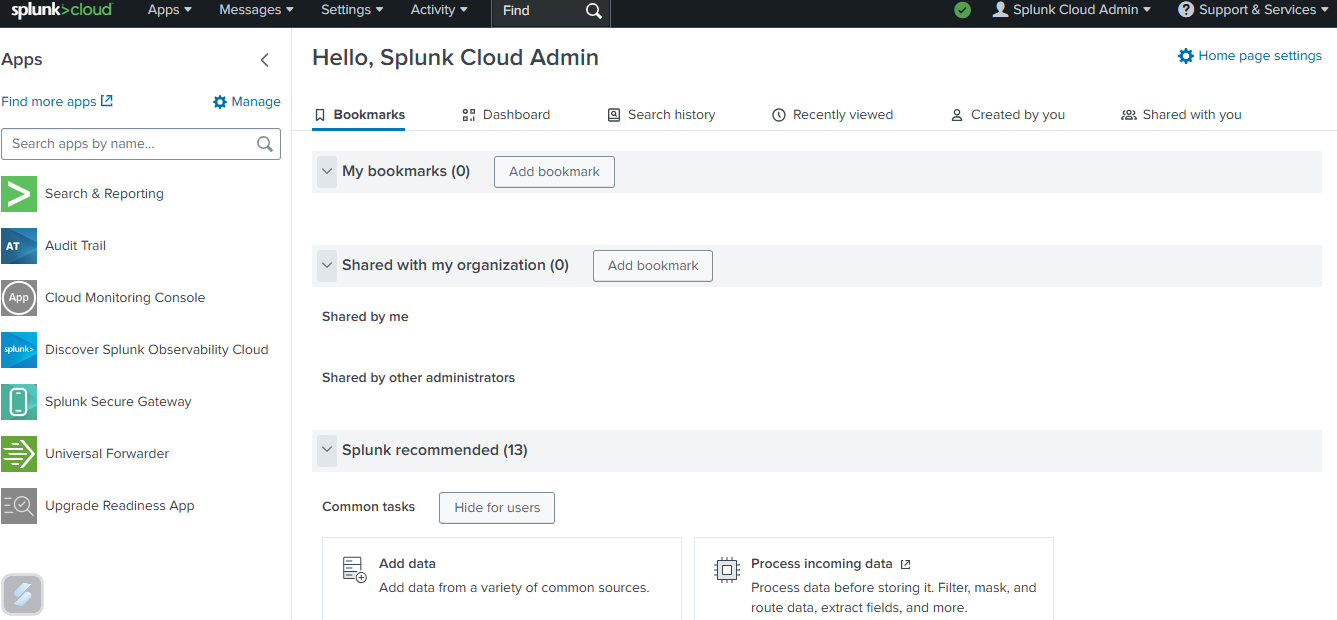 splunk>cloud Apps Messages Settings Activity Find Splunk Cloud Admin Support & Services
Apps
Find more apps Manage
Search apps by name...
Search & Reporting
AT Audit Trail
App Cloud Monitoring Console
splunk> Discover Splunk Observability Cloud
Splunk Secure Gateway
Universal Forwarder
Upgrade Readiness App
Hello, Splunk Cloud Admin
Home page settings
Bookmarks Dashboard Search history Recently viewed Created by you Shared with you
My bookmarks (0) Add bookmark
Shared with my organization (0) Add bookmark
Shared by me
Shared by other administrators
Splunk recommended (13)
Common tasks Hide for users
Add data
Add data from a variety of common sources.
Process incoming data
Process data before storing it. Filter, mask, and
route data, extract fields, and more.